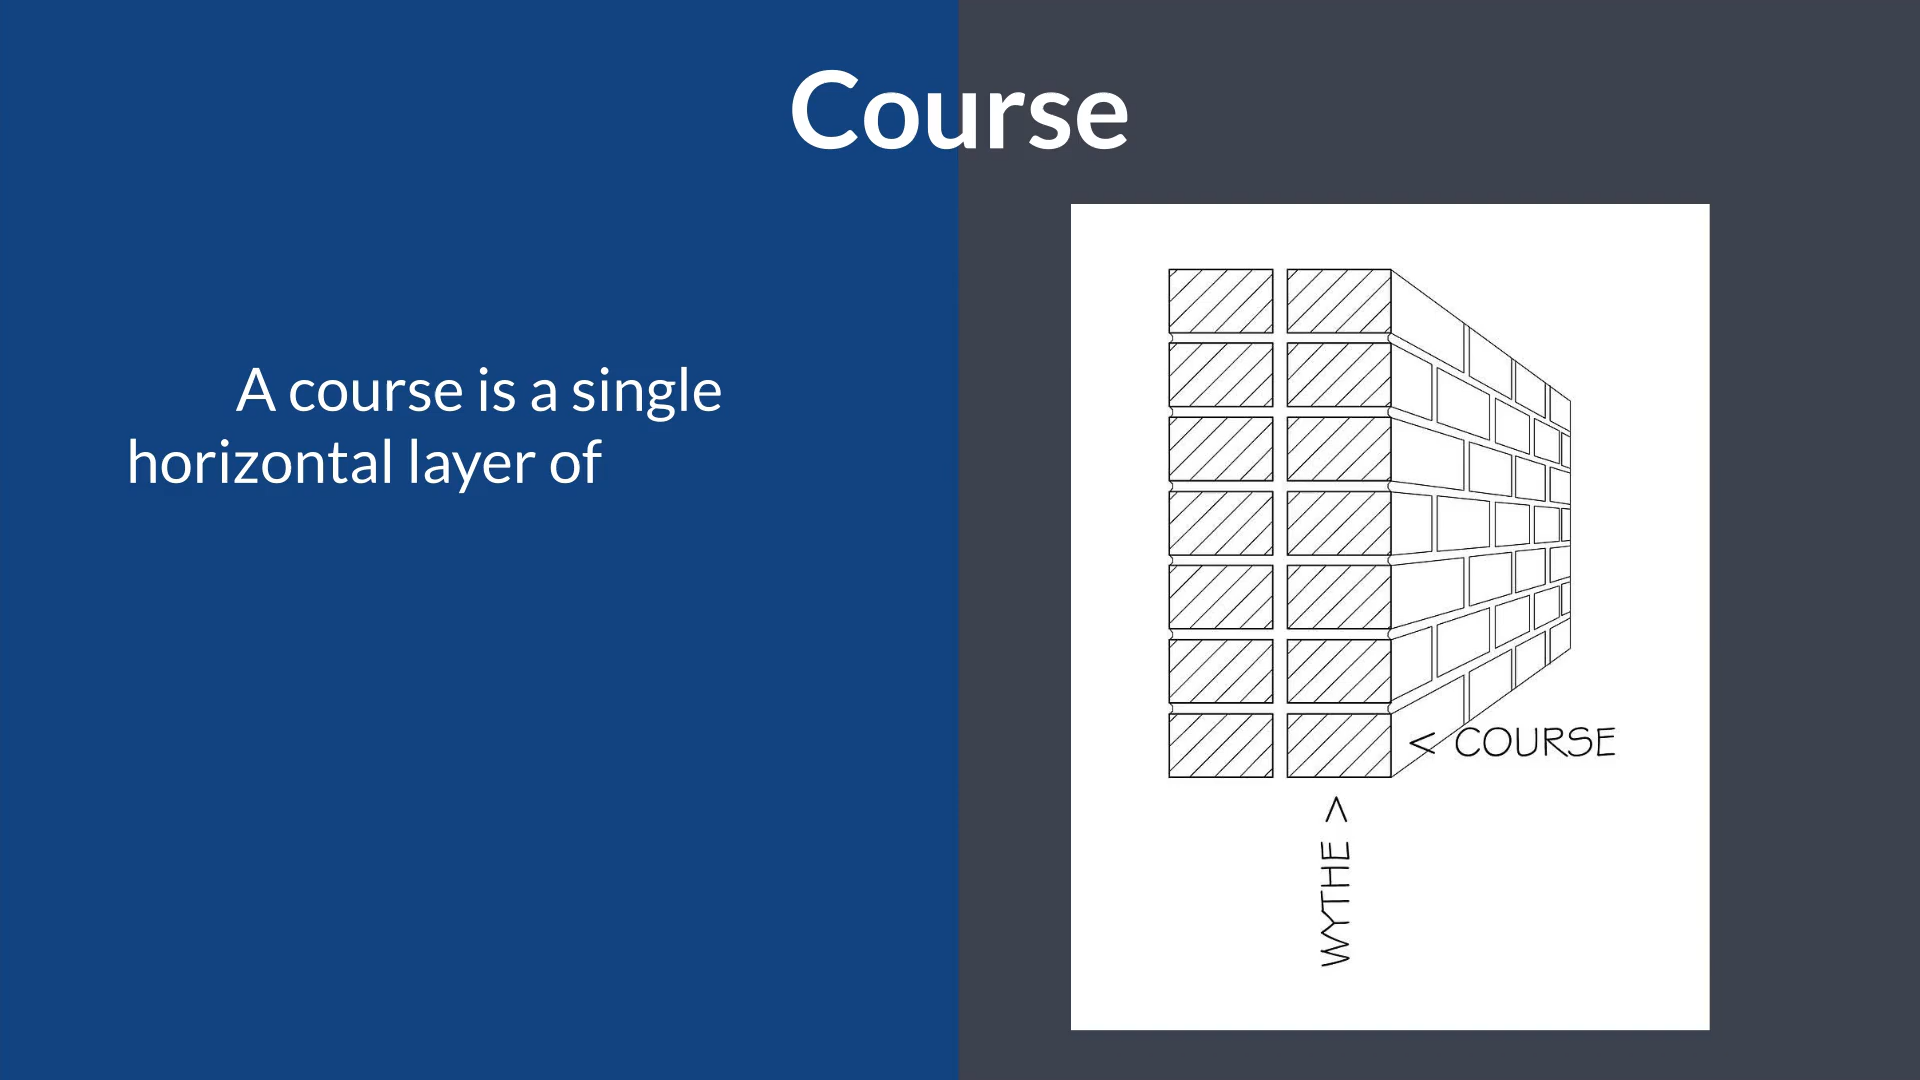 Course
A course is a single
horizontal layer of
< COURSE
WYTHE >